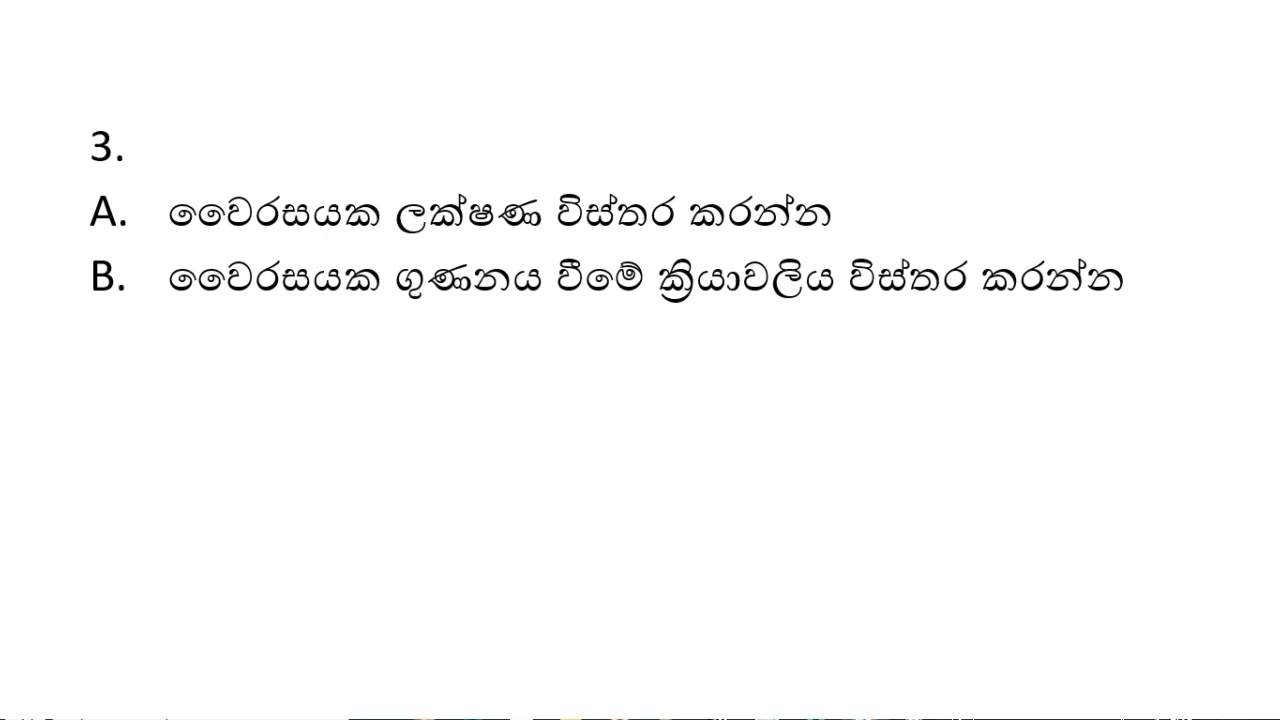 3.
A. වෛරසයක ලක්ෂණ විස්තර කරන්න
B. වෛරසයක ගුණනය වීමේ ක්‍රියාවලිය විස්තර කරන්න